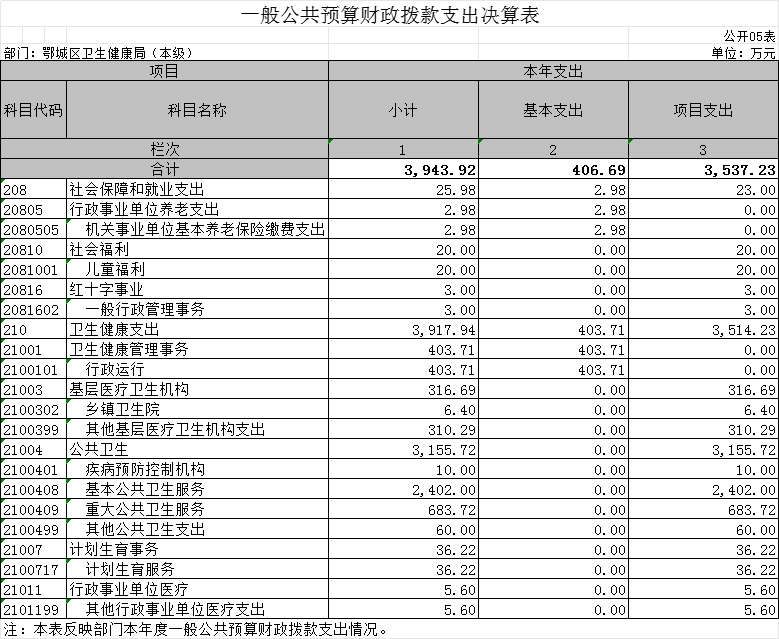 一般公共预算财政拨款支出决算表
公开05表
部门：鄂城区卫生健康局（本级） 单位：万元
项目 本年支出
科目代码 科目名称 小计 基本支出 项目支出
栏次 1 2 3
合计 3,943.92 406.69 3,537.23
208 社会保障和就业支出 25.98 2.98 23.00
20805 行政事业单位养老支出 2.98 2.98 0.00
2080505 机关事业单位基本养老保险缴费支出 2.98 2.98 0.00
20810 社会福利 20.00 0.00 20.00
2081001 儿童福利 20.00 0.00 20.00
20816 红十字事业 3.00 0.00 3.00
2081602 一般行政管理事务 3.00 0.00 3.00
210 卫生健康支出 3,917.94 403.71 3,514.23
21001 卫生健康管理事务 403.71 403.71 0.00
2100101 行政运行 403.71 403.71 0.00
21003 基层医疗卫生机构 316.69 0.00 316.69
2100302 乡镇卫生院 6.40 0.00 6.40
2100399 其他基层医疗卫生机构支出 310.29 0.00 310.29
21004 公共卫生 3,155.72 0.00 3,155.72
2100401 疾病预防控制机构 10.00 0.00 10.00
2100408 基本公共卫生服务 2,402.00 0.00 2,402.00
2100409 重大公共卫生服务 683.72 0.00 683.72
2100499 其他公共卫生支出 60.00 0.00 60.00
21007 计划生育事务 36.22 0.00 36.22
2100717 计划生育服务 36.22 0.00 36.22
21011 行政事业单位医疗 5.60 0.00 5.60
2101199 其他行政事业单位医疗支出 5.60 0.00 5.60
注：本表反映部门本年度一般公共预算财政拨款支出情况。